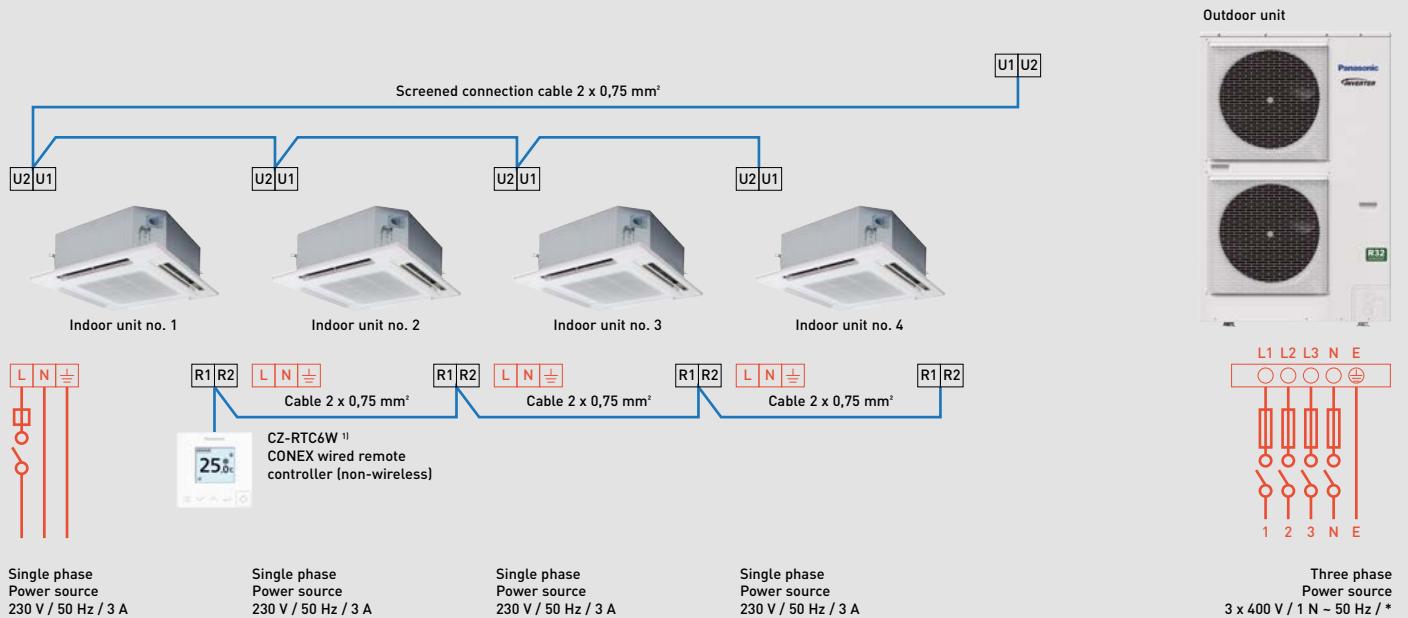 Outdoor unit
Panasonic
INVERTER
R32
U1 U2
Screened connection cable 2 x 0,75 mm²
U2 U1
U2 U1
U2 U1
U2 U1
Indoor unit no. 1
Indoor unit no. 2
Indoor unit no. 3
Indoor unit no. 4
L N
R1 R2
L N
R1 R2
L N
R1 R2
L N
R1 R2
Cable 2 x 0,75 mm²
Cable 2 x 0,75 mm²
Cable 2 x 0,75 mm²
L1 L2 L3 N E
Panasonic
25.0c
CZ-RTC6W 1)
CONEX wired remote
controller (non-wireless)
1 2 3 N E
Single phase
Power source
230 V / 50 Hz / 3 A
Single phase
Power source
230 V / 50 Hz / 3 A
Single phase
Power source
230 V / 50 Hz / 3 A
Single phase
Power source
230 V / 50 Hz / 3 A
Three phase
Power source
3 x 400 V / 1 N ~ 50 Hz / *